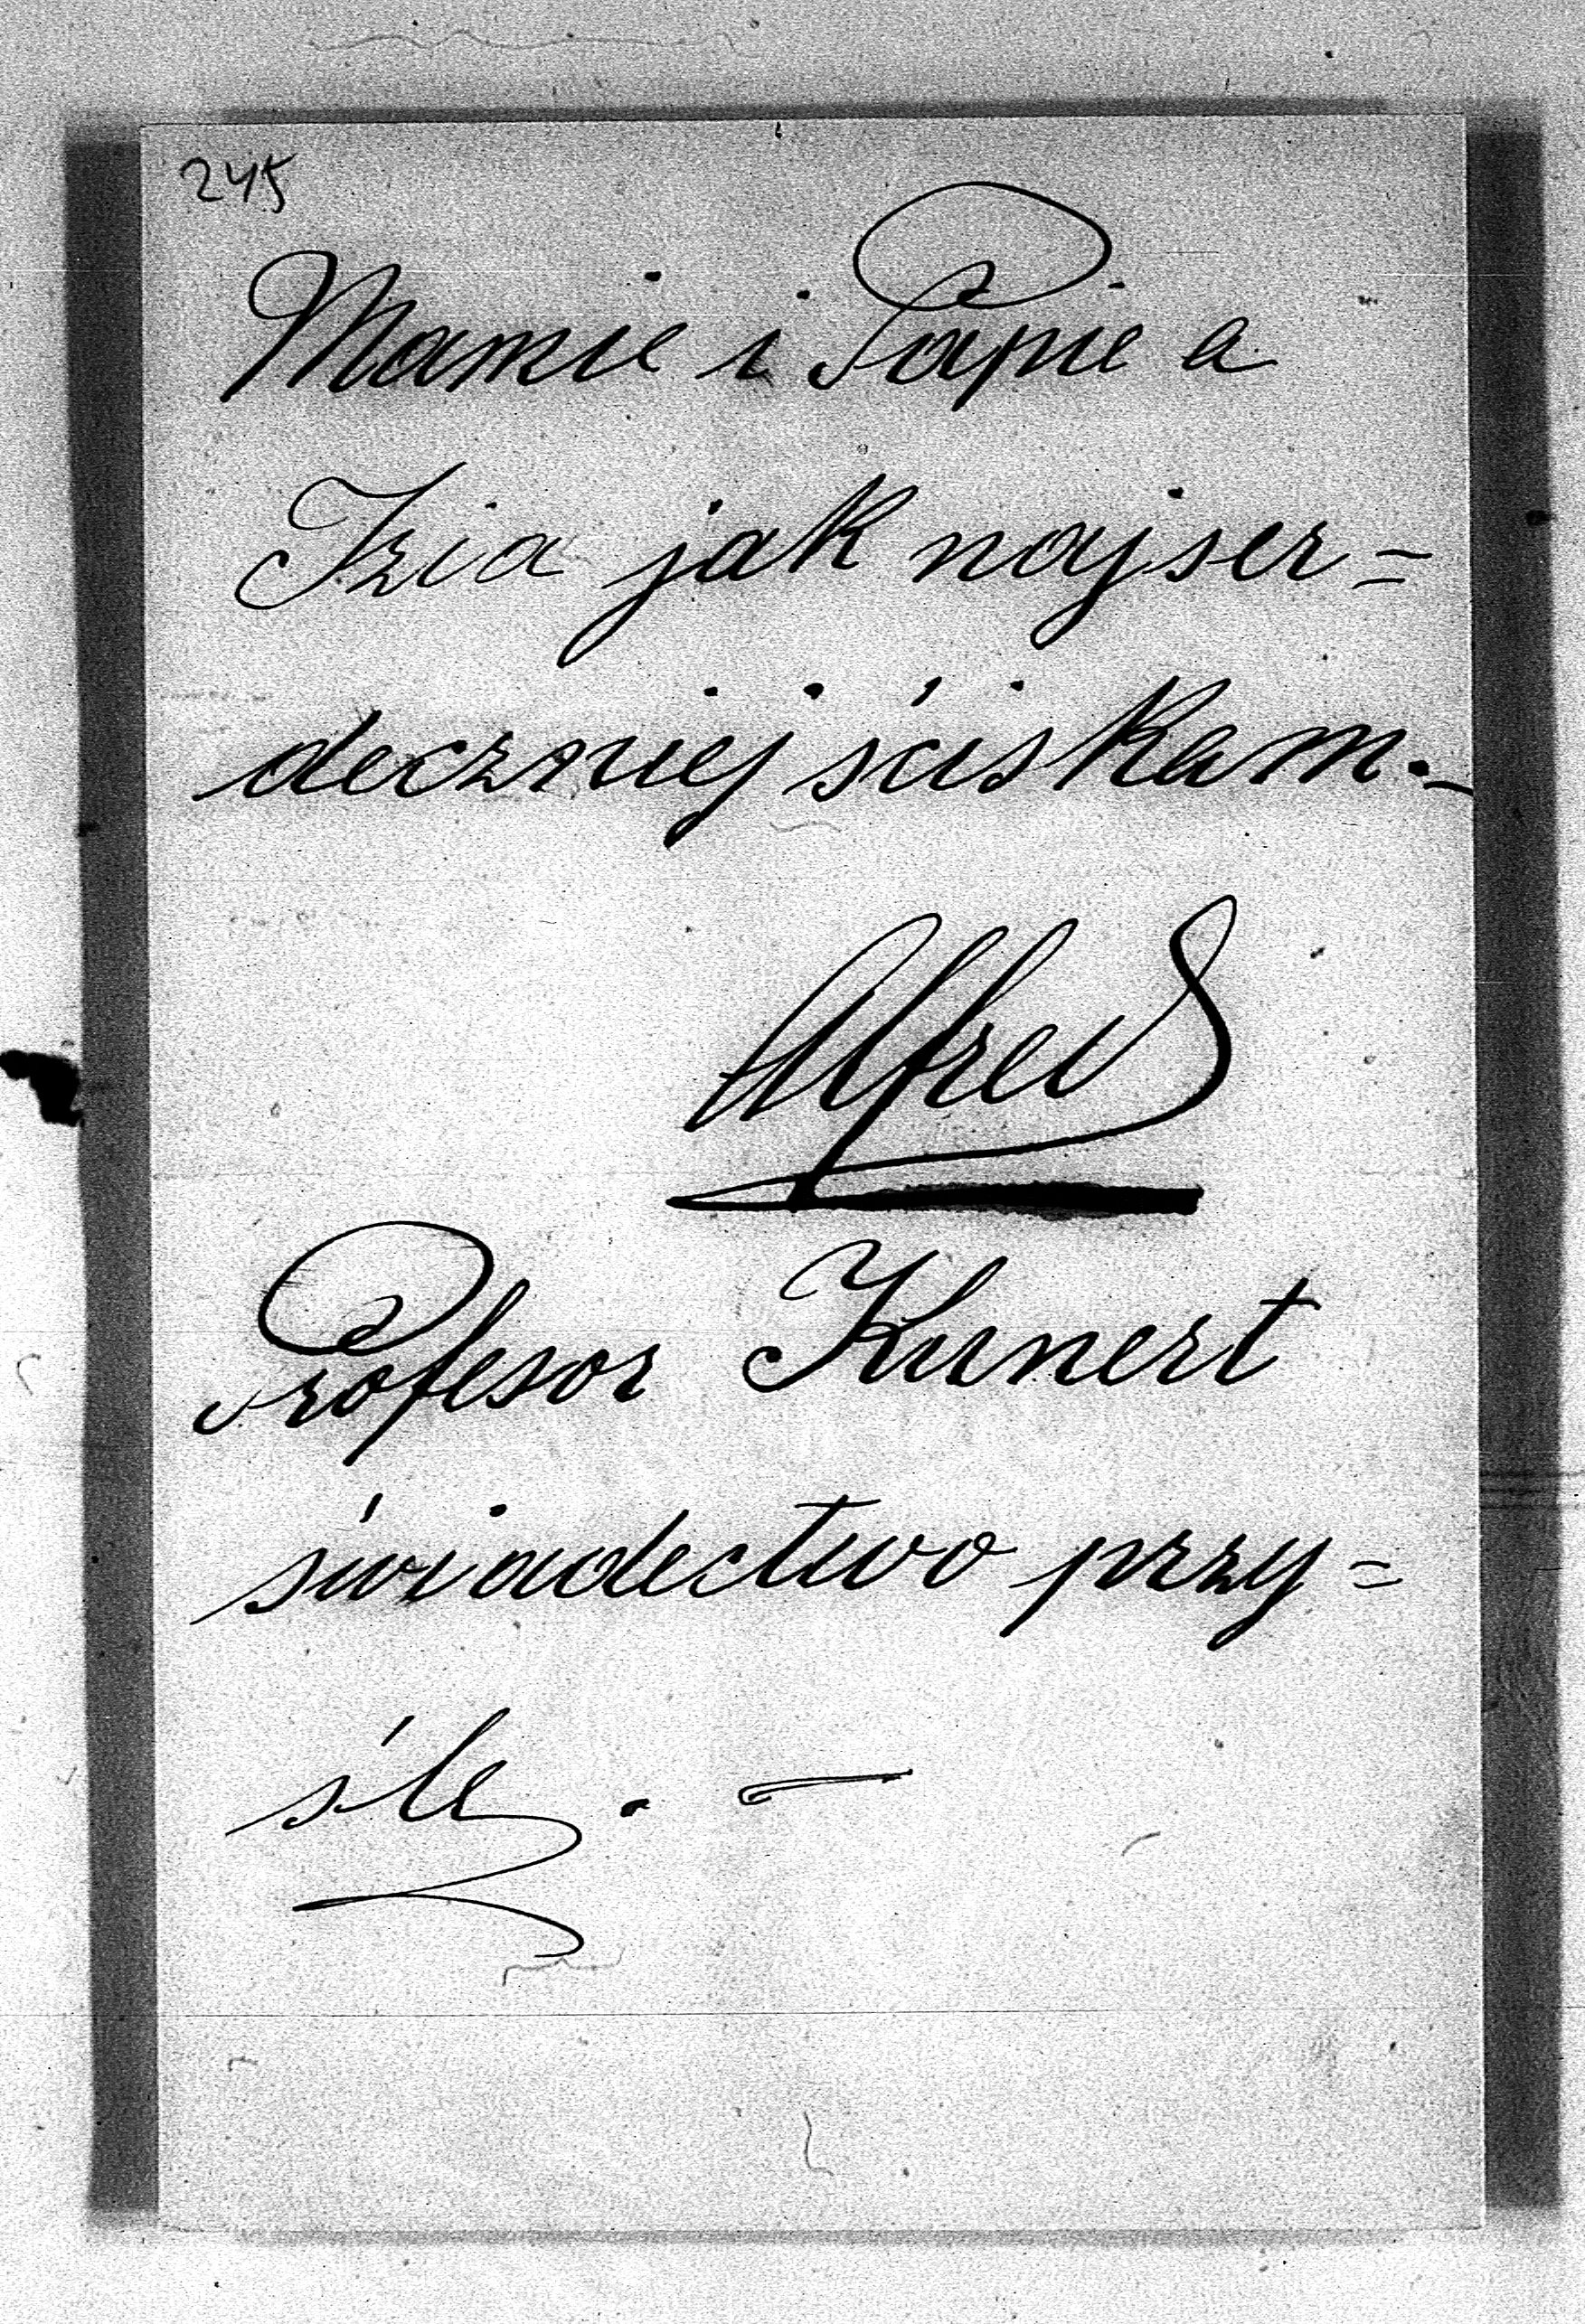 245
Mamie i Papie a
Izia jak najser=
deczniej ściskam.–
Alfred
Profesor Kunert
świadectwo przy=
śle. –